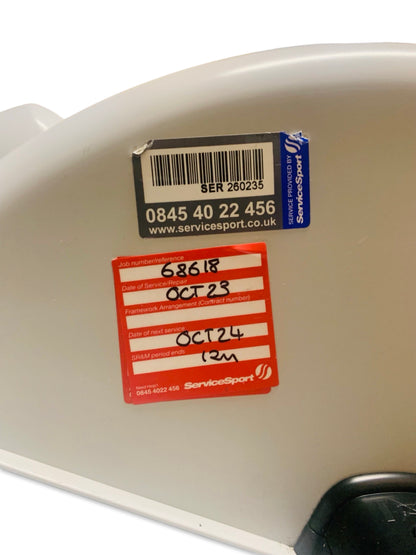 SER 260235
0845 40 22 456
www.servicesport.co.uk
SERVICE PROVIDED BY
ServiceSport
Job number/reference
68618
Date of Service/Repair
OCT23
Framework Arrangement (Contract number)
Date of next service
OCT24
SP&M period ends
12m
Need Help?
0845 4022 456
ServiceSport